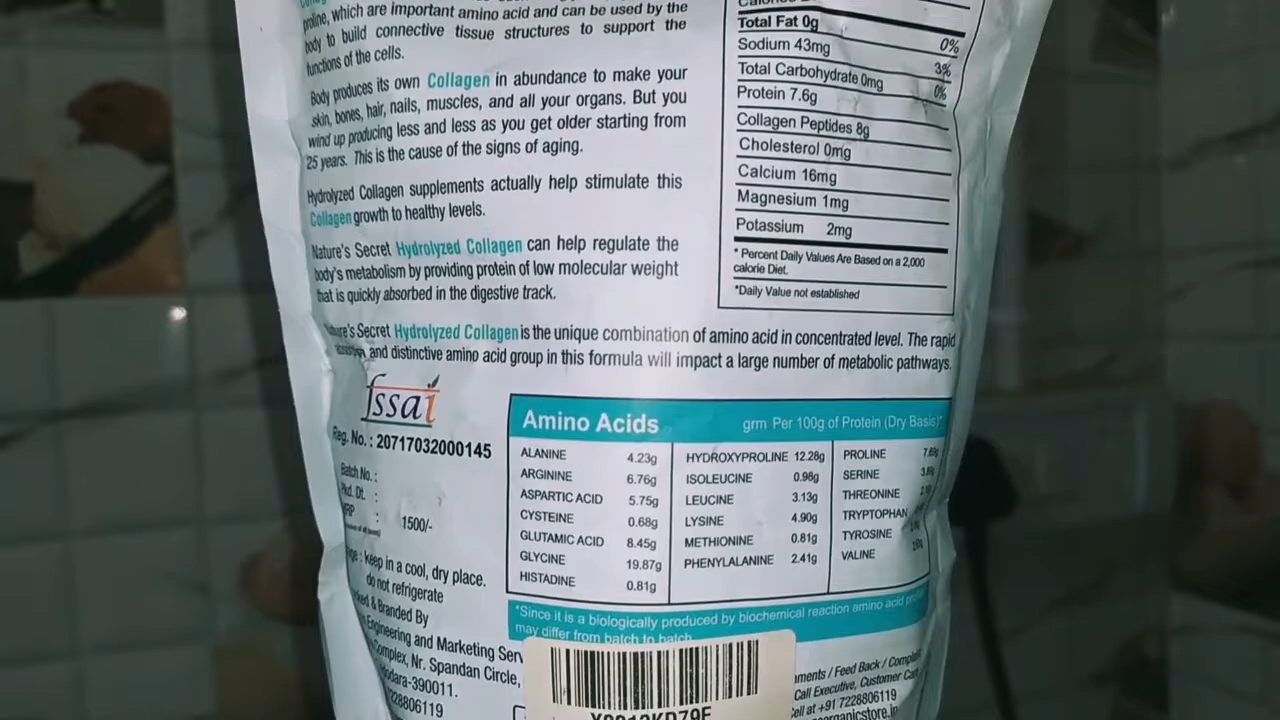 proline, which are important amino acid and can be used by the
body to build connective tissue structures to support the
functions of the cells.
Body produces its own Collagen in abundance to make your
skin, bones, hair, nails, muscles, and all your organs. But you
wind up producing less and less as you get older starting from
25 years. This is the cause of the signs of aging.
Hydrolyzed Collagen supplements actually help stimulate this
Collagen growth to healthy levels.
Nature's Secret Hydrolyzed Collagen can help regulate the
body's metabolism by providing protein of low molecular weight
that is quickly absorbed in the digestive track.
Total Fat 0g 0%
Sodium 43mg 3%
Total Carbohydrate 0mg 0%
Protein 7.6g
Collagen Peptides 8g
Cholesterol 0mg
Calcium 16mg
Magnesium 1mg
Potassium 2mg
* Percent Daily Values Are Based on a 2,000
calorie Diet.
*Daily Value not established
Secret Hydrolyzed Collagen is the unique combination of amino acid in concentrated level. The rapid
and distinctive amino acid group in this formula will impact a large number of metabolic pathways.
fssai
Reg. No. : 20717032000145
Batch No. :
Pkd. Dt. :
:
1500/-
Keep in a cool, dry place.
do not refrigerate
& Branded By
Engineering and Marketing
Nr. Spandan Circle,
390011.
28806119
Amino Acids grm Per 100g of Protein (Dry Basis)*
ALANINE 4.23g
ARGININE 6.76g
ASPARTIC ACID 5.75g
CYSTEINE 0.68g
GLUTAMIC ACID 8.45g
GLYCINE 19.87g
HISTADINE 0.81g
HYDROXYPROLINE 12.28g
ISOLEUCINE 0.98g
LEUCINE 3.13g
LYSINE 4.90g
METHIONINE 0.81g
PHENYLALANINE 2.41g
PROLINE
SERINE
THREONINE
TRYPTOPHAN
TYROSINE
VALINE
*Since it is a biologically produced by biochemical reaction amino acid
may differ from batch to batch
/ Feed Back /
Call Executive, Customer
Cell at +91 7228806119